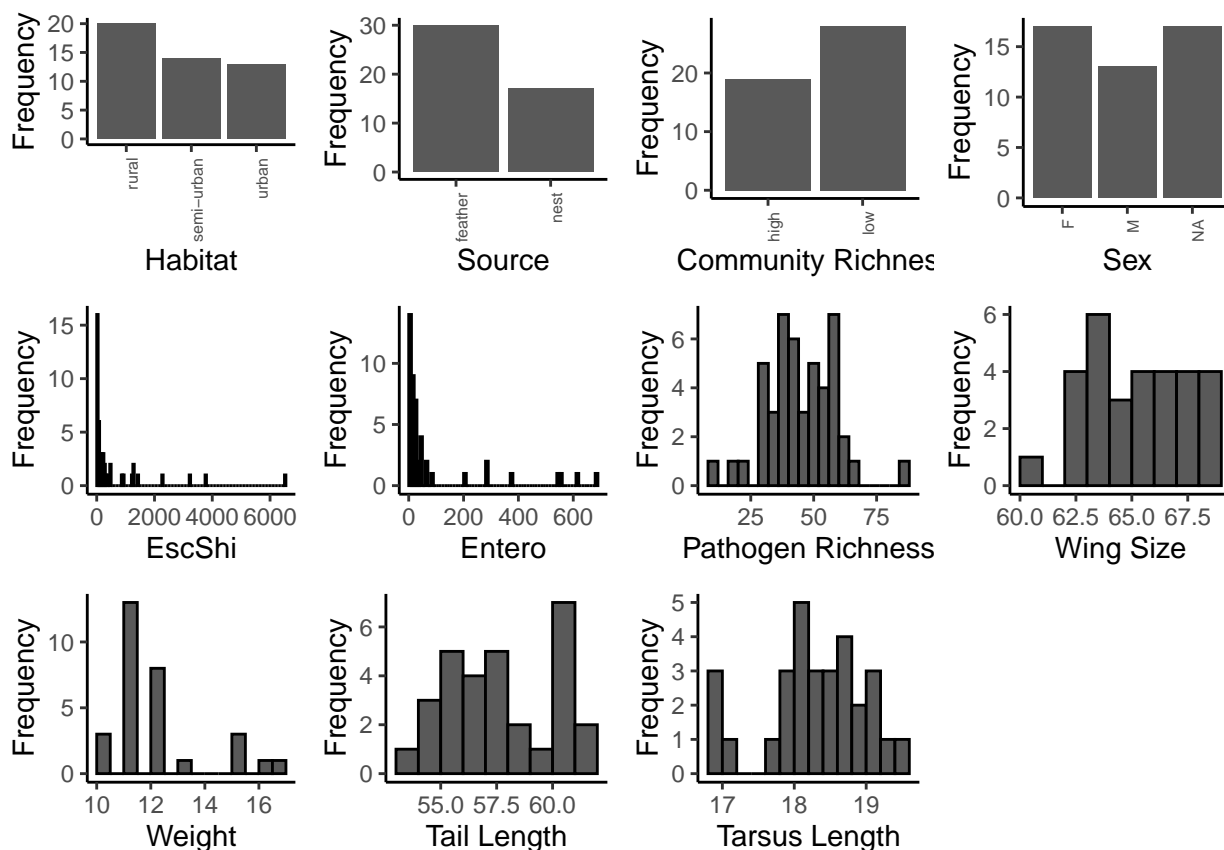 Frequency
20
15
10
5
0
rural
semi-urban
urban
Habitat
Frequency
30
20
10
0
feather
nest
Source
Frequency
20
10
0
high
low
Community Richnes
Frequency
15
10
5
0
F
M
NA
Sex
Frequency
15
10
5
0
0 2000 4000 6000
EscShi
Frequency
10
5
0
0 200 400 600
Entero
Frequency
6
4
2
0
25 50 75
Pathogen Richness
Frequency
6
4
2
0
60.0 62.5 65.0 67.5
Wing Size
Frequency
10
5
0
10 12 14 16
Weight
Frequency
6
4
2
0
55.0 57.5 60.0
Tail Length
Frequency
5
4
3
2
1
0
17 18 19
Tarsus Length